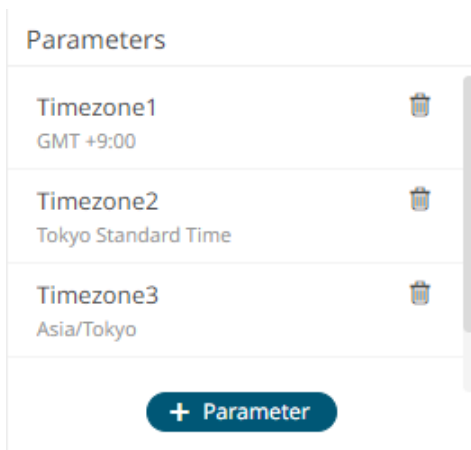 Parameters
Timezone1
GMT +9:00
Timezone2
Tokyo Standard Time
Timezone3
Asia/Tokyo
+ Parameter